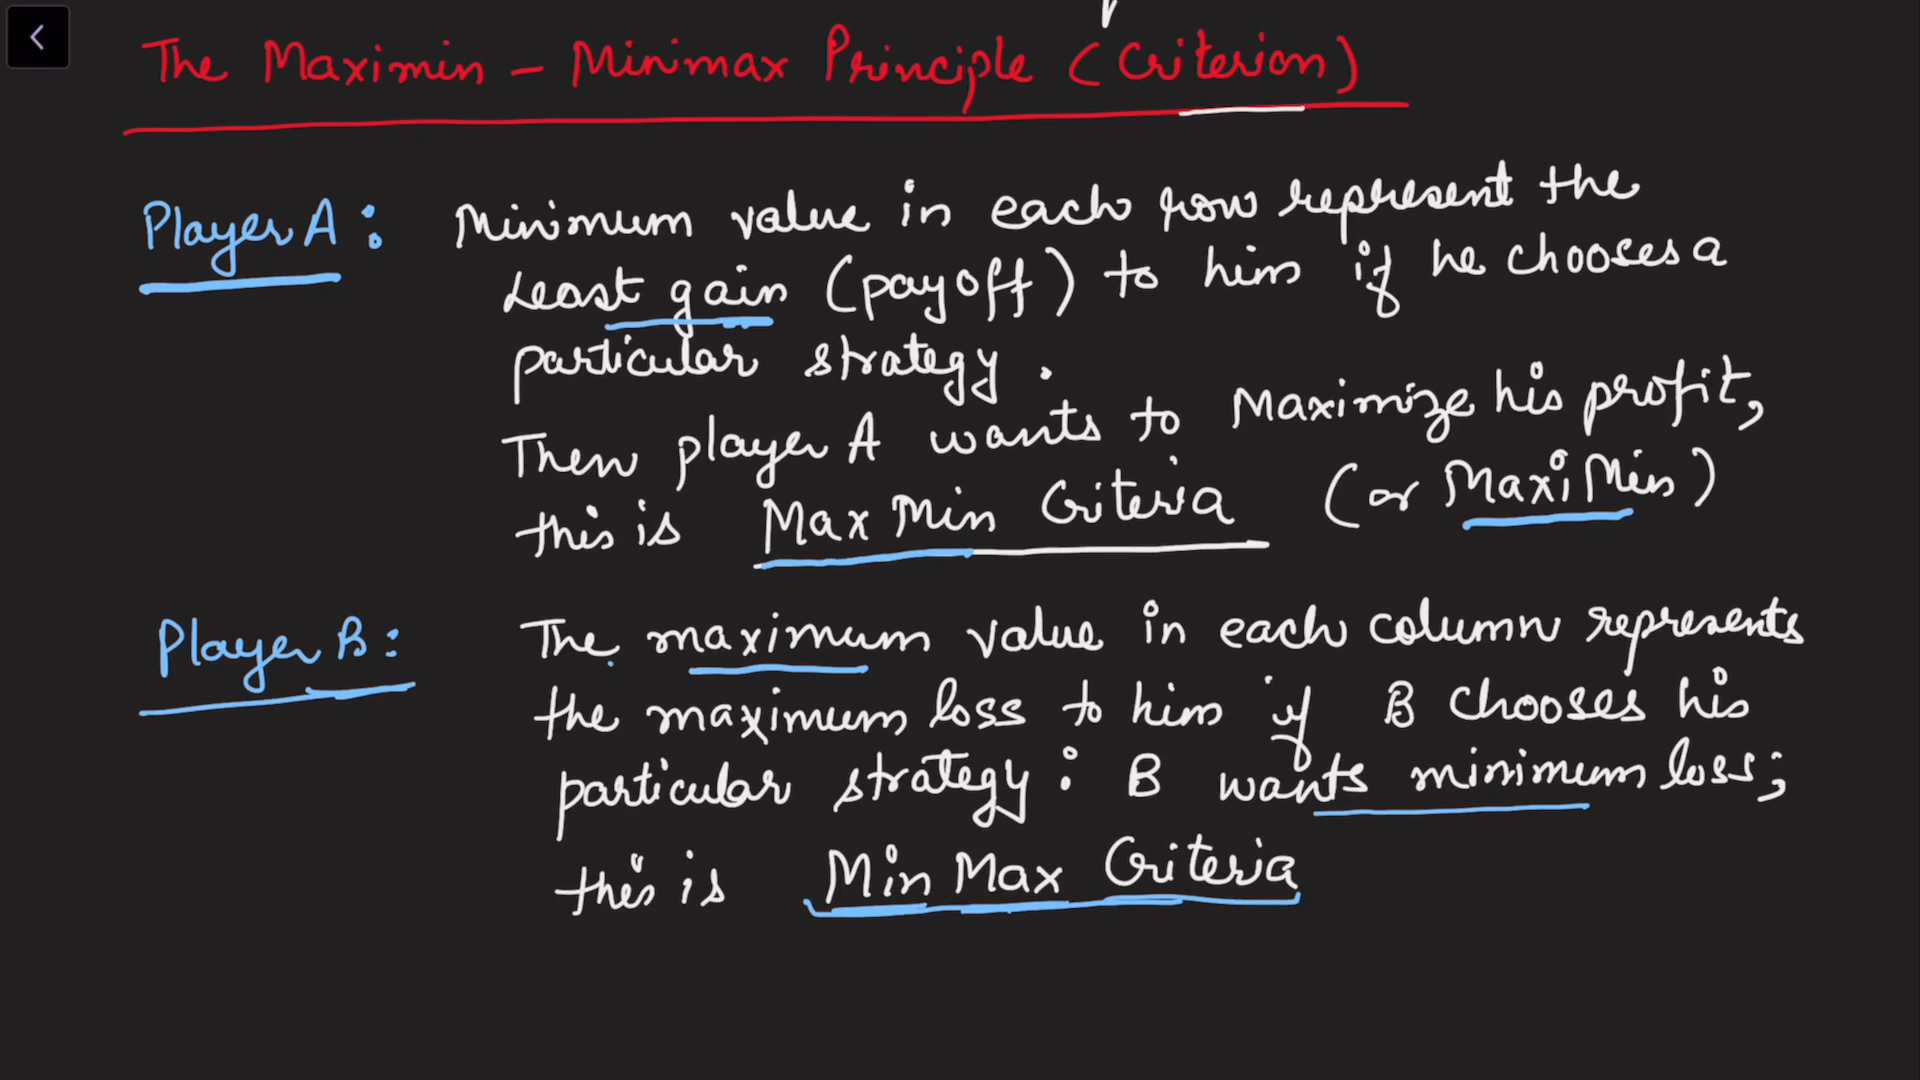 The Maximin - Minimax Principle (Criterion)
Player A: Minimum value in each row represent the
Least gain (payoff) to him if he chooses a
particular strategy.
Then player A wants to Maximize his profit,
this is Max Min Criteria (or MaxiMin)
Player B: The maximum value in each column represents
the maximum loss to him if B chooses his
particular strategy: B wants minimum loss;
this is Min Max Criteria